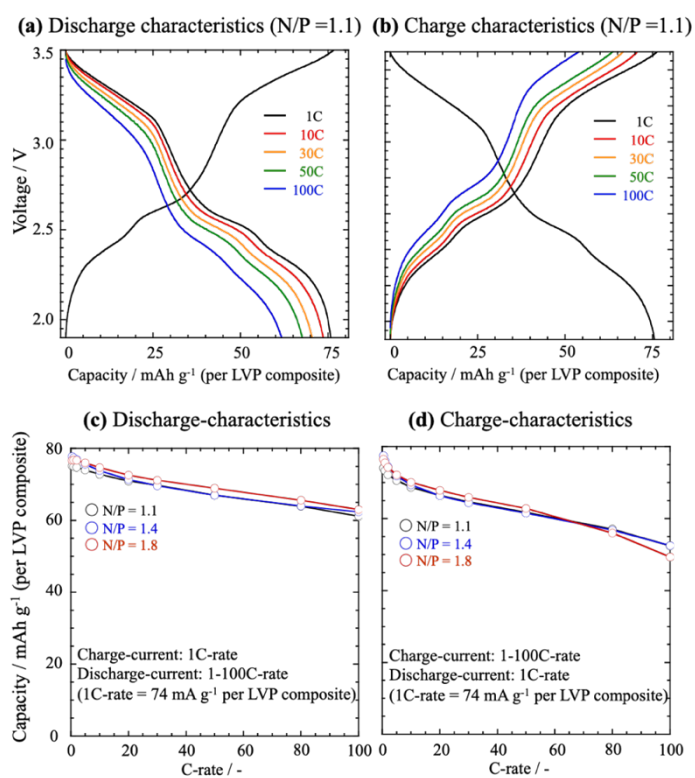 (a) Discharge characteristics (N/P =1.1)
(b) Charge characteristics (N/P =1.1)
3.5
3.0
2.5
2.0
Voltage / V
1C
10C
30C
50C
100C
0
25
50
75
Capacity / mAh g-1 (per LVP composite)
1C
10C
30C
50C
100C
0
25
50
75
Capacity / mAh g-1 (per LVP composite)
(c) Discharge-characteristics
(d) Charge-characteristics
80
60
40
20
0
Capacity / mAh g-1 (per LVP composite)
N/P = 1.1
N/P = 1.4
N/P = 1.8
Charge-current: 1C-rate
Discharge-current: 1-100C-rate
(1C-rate = 74 mA g-1 per LVP composite)
0
20
40
60
80
100
C-rate / -
N/P = 1.1
N/P = 1.4
N/P = 1.8
Charge-current: 1-100C-rate
Discharge-current: 1C-rate
(1C-rate = 74 mA g-1 per LVP composite)
0
20
40
60
80
100
C-rate / -